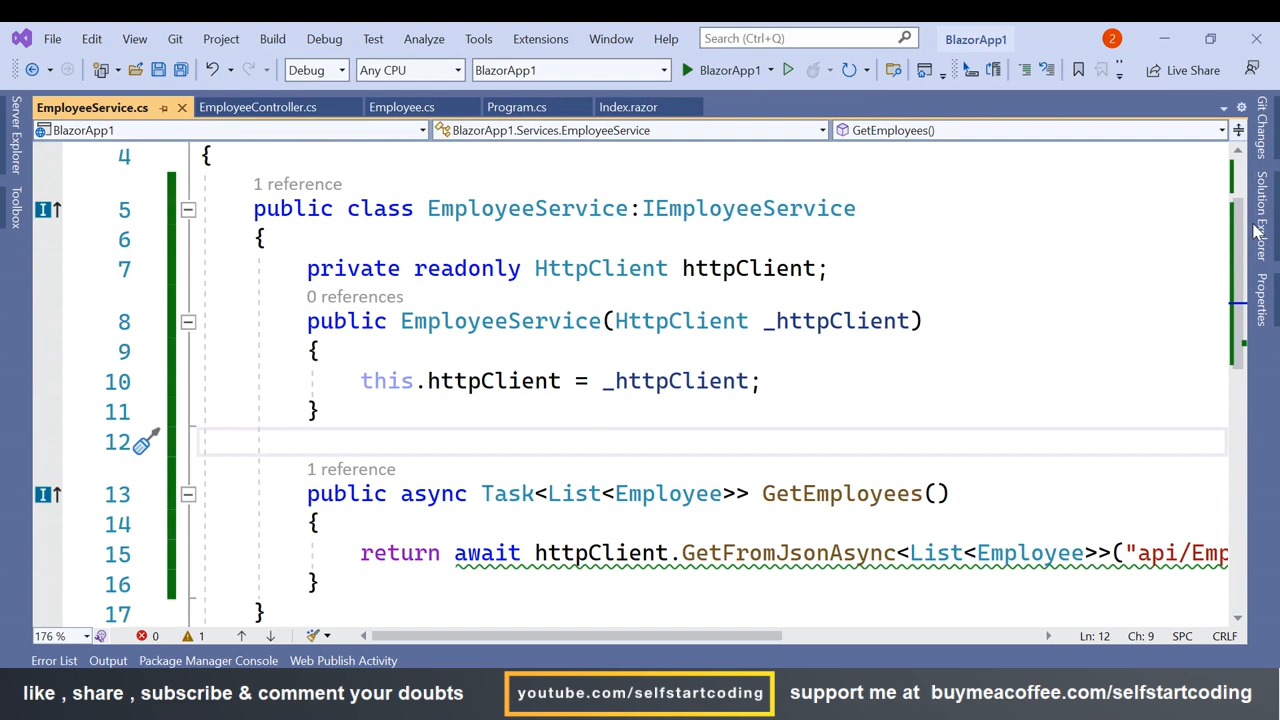 File Edit View Git Project Build Debug Test Analyze Tools Extensions Window Help Search (Ctrl+Q) BlazorApp1 2
Debug Any CPU BlazorApp1 BlazorApp1 Live Share
EmployeeService.cs EmployeeController.cs Employee.cs Program.cs Index.razor
BlazorApp1 BlazorApp1.Services.EmployeeService GetEmployees()
Server Explorer
Toolbox
Git Changes
Solution Explorer
Properties
4 {
1 reference
5 public class EmployeeService:IEmployeeService
6 {
7 private readonly HttpClient httpClient;
0 references
8 public EmployeeService(HttpClient _httpClient)
9 {
10 this.httpClient = _httpClient;
11 }
12
1 reference
13 public async Task<List<Employee>> GetEmployees()
14 {
15 return await httpClient.GetFromJsonAsync<List<Employee>>("api/Emp
16 }
17 }
176 % 0 1 Ln: 12 Ch: 9 SPC CRLF
Error List Output Package Manager Console Web Publish Activity
like , share , subscribe & comment your doubts youtube.com/selfstartcoding support me at buymeacoffee.com/selfstartcoding